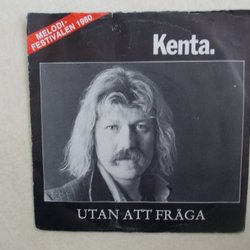 MELODI-
FESTIVALEN 1980
Kenta.
UTAN ATT FRÅGA